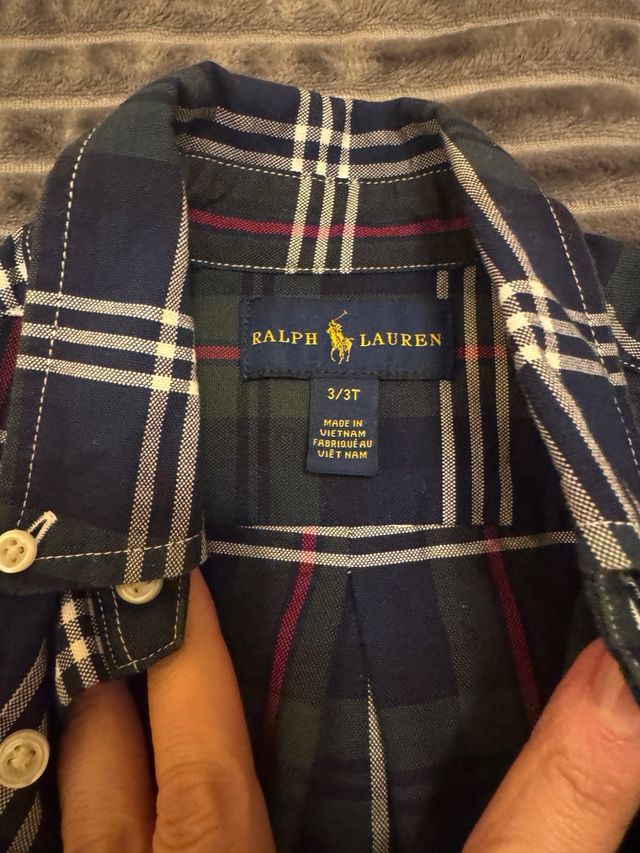 RALPH LAUREN
3/3T
MADE IN
VIETNAM
FABRIQUÉ AU
VIÊT NAM